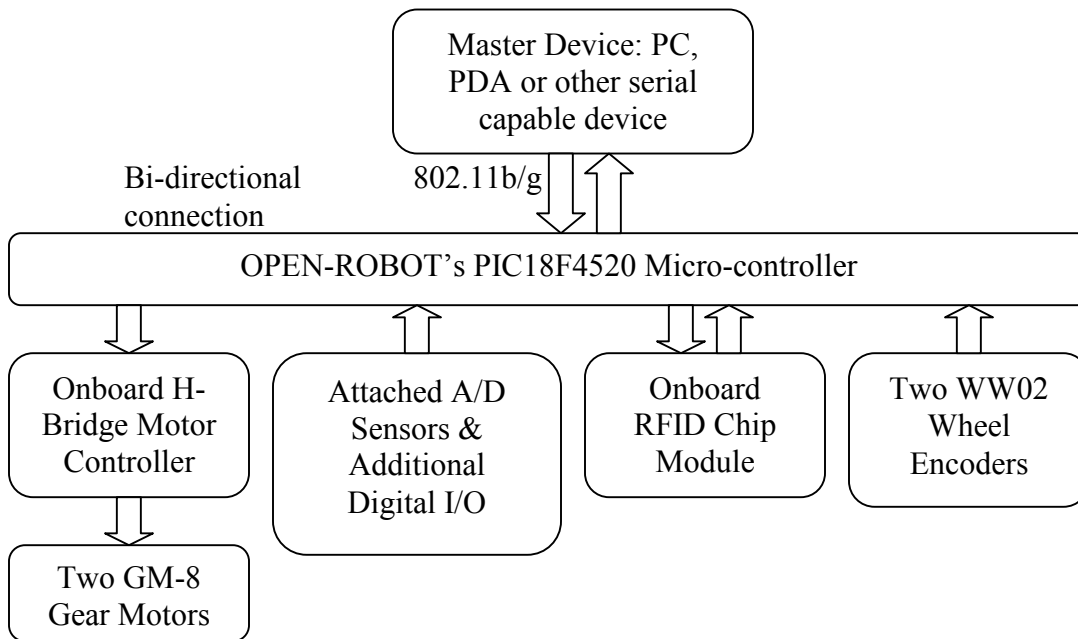 Master Device: PC,
PDA or other serial
capable device
Bi-directional
connection
802.11b/g
OPEN-ROBOT's PIC18F4520 Micro-controller
Onboard H-
Bridge Motor
Controller
Attached A/D
Sensors &
Additional
Digital I/O
Onboard
RFID Chip
Module
Two WW02
Wheel
Encoders
Two GM-8
Gear Motors